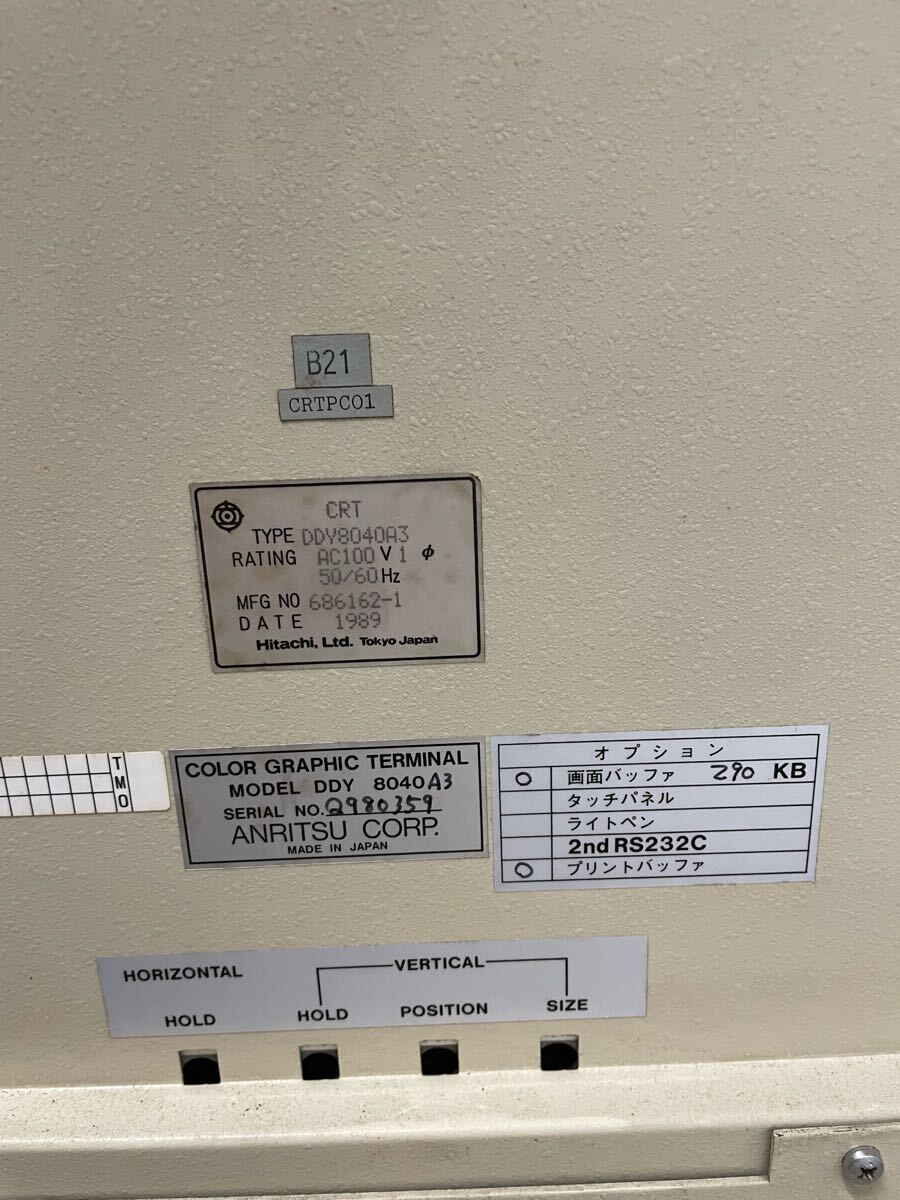 B21
CRTPC01
CRT
TYPE DDY8040A3
RATING AC100 V 1 φ
50/60 Hz
MFG NO 686162-1
DATE 1989
Hitachi, Ltd. Tokyo Japan
TMO
COLOR GRAPHIC TERMINAL
MODEL DDY 8040A3
SERIAL NO. 2980359
ANRITSU CORP.
MADE IN JAPAN
オプション
○ 画面バッファ 290 KB
タッチパネル
ライトペン
2nd RS232C
○ プリントバッファ
HORIZONTAL
VERTICAL
HOLD HOLD POSITION SIZE